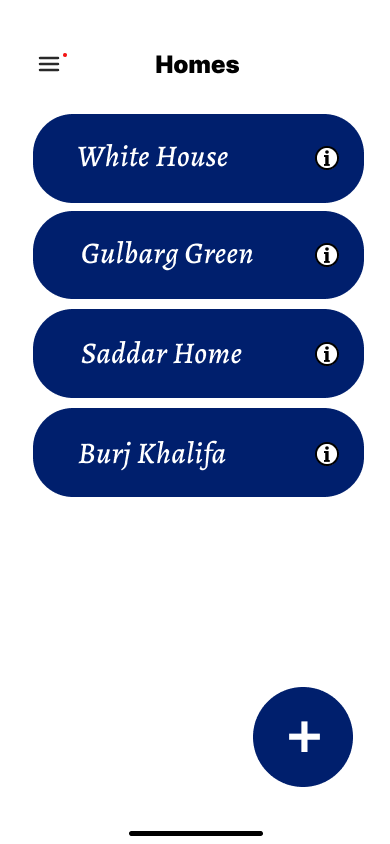 Homes
White House
Gulbarg Green
Saddar Home
Burj Khalifa